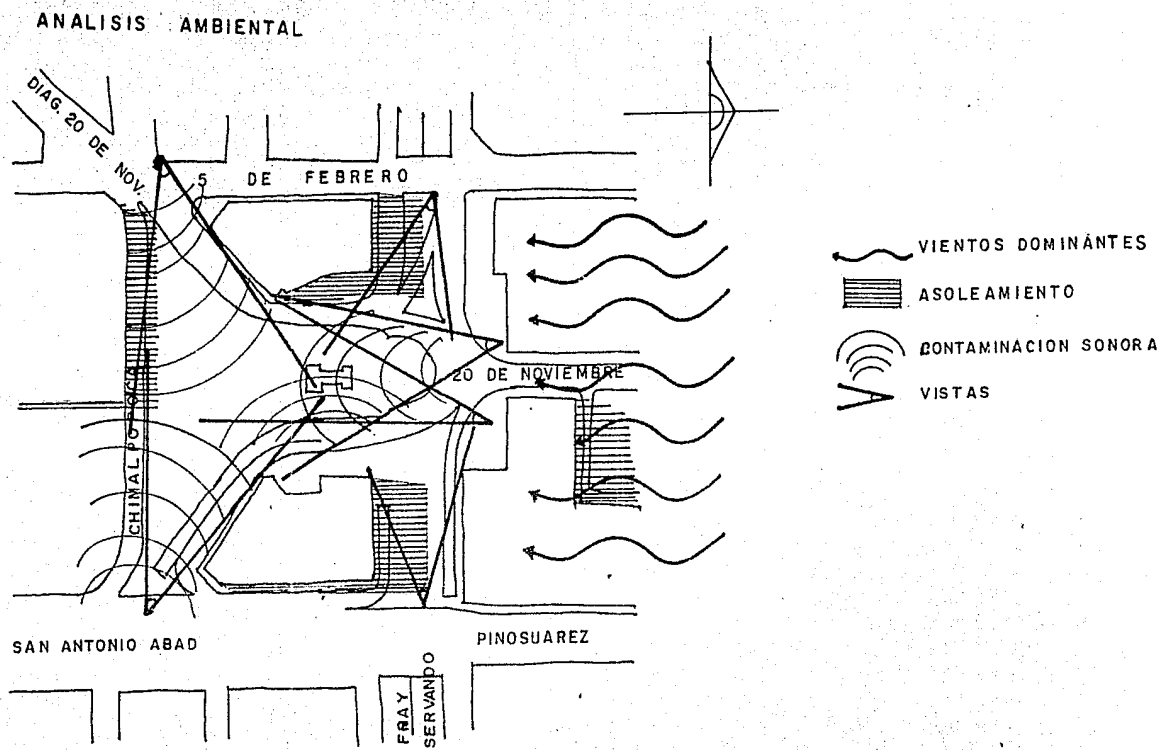 ANALISIS AMBIENTAL
DIAG. 20 DE NOV.
5 DE FEBRERO
VIENTOS DOMINÁNTES
ASOLEAMIENTO
CONTAMINACION SONORA
VISTAS
20 DE NOVIEMBRE
CHIMALPOPOCA
SAN ANTONIO ABAD
PINOSUAREZ
FRAY
SERVANDO